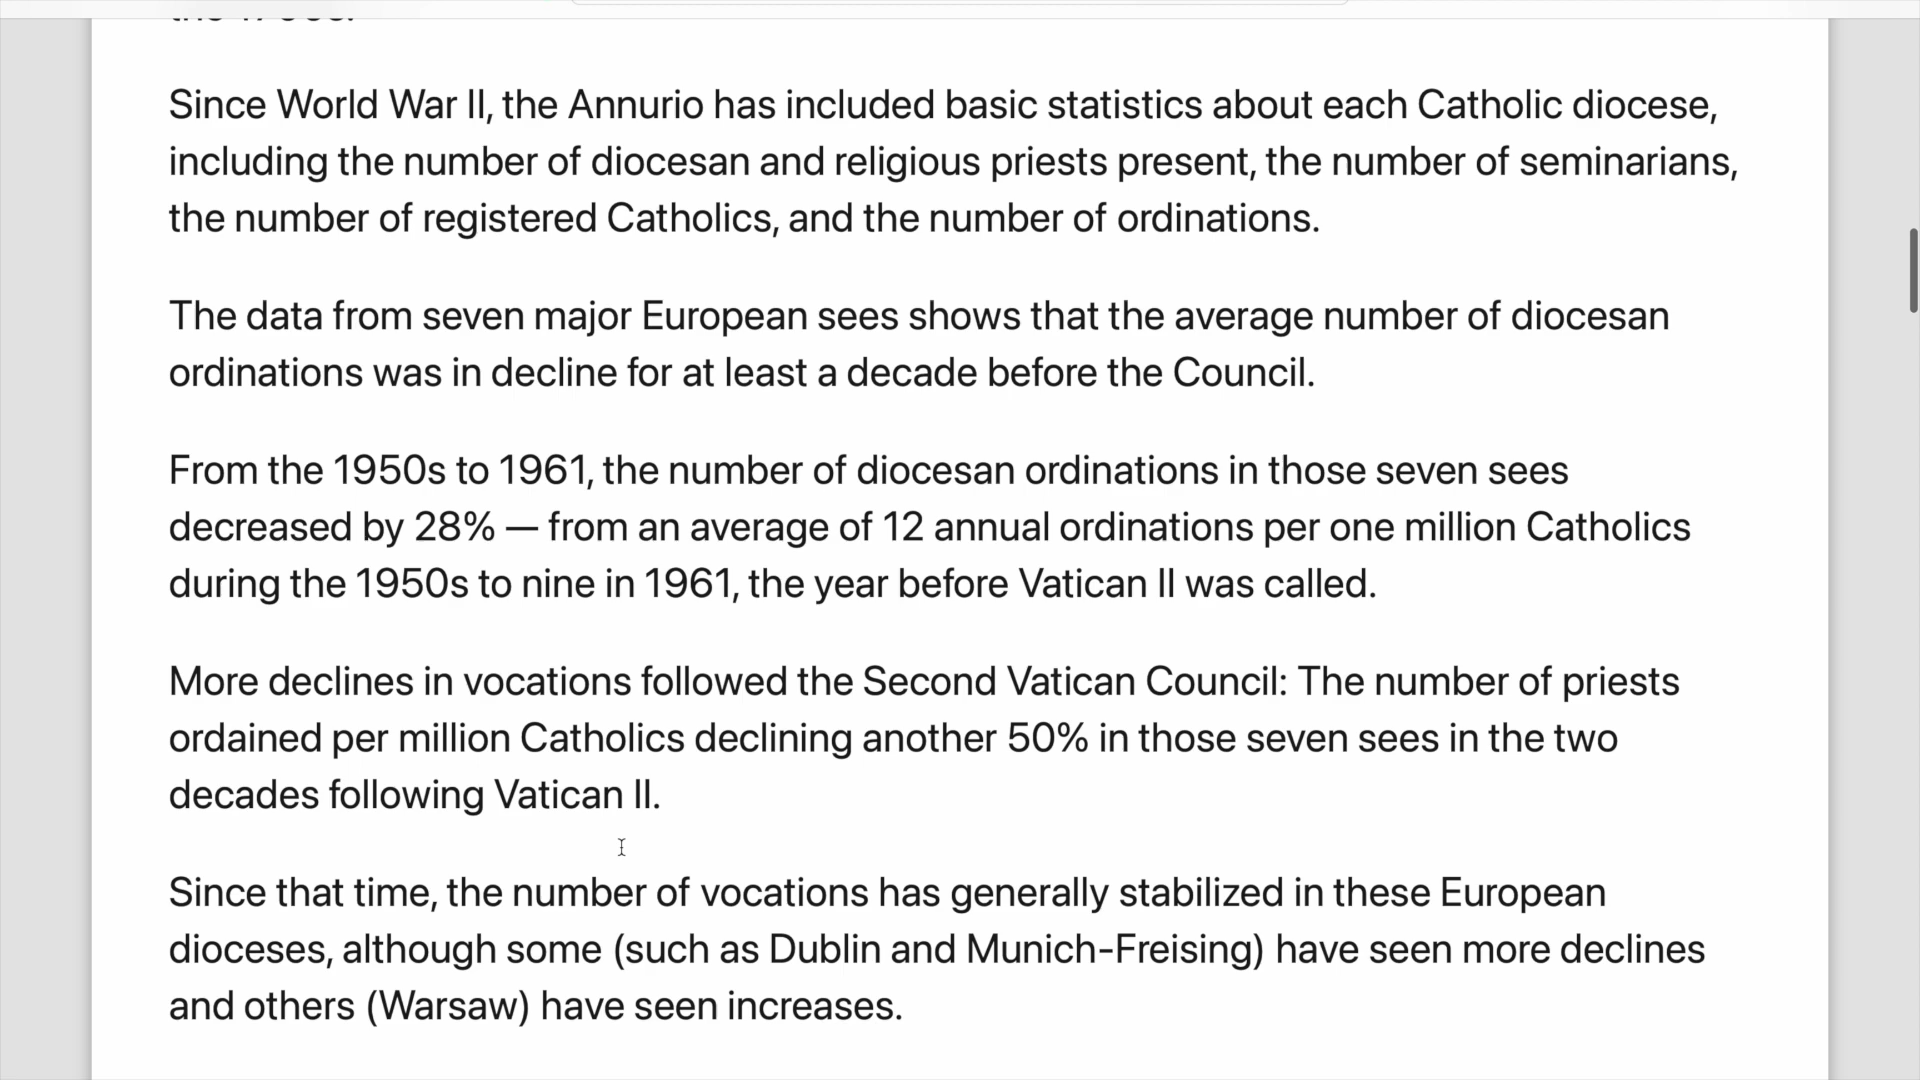 Since World War II, the Annurio has included basic statistics about each Catholic diocese,
including the number of diocesan and religious priests present, the number of seminarians,
the number of registered Catholics, and the number of ordinations.
The data from seven major European sees shows that the average number of diocesan
ordinations was in decline for at least a decade before the Council.
From the 1950s to 1961, the number of diocesan ordinations in those seven sees
decreased by 28% — from an average of 12 annual ordinations per one million Catholics
during the 1950s to nine in 1961, the year before Vatican II was called.
More declines in vocations followed the Second Vatican Council: The number of priests
ordained per million Catholics declining another 50% in those seven sees in the two
decades following Vatican II.
Since that time, the number of vocations has generally stabilized in these European
dioceses, although some (such as Dublin and Munich-Freising) have seen more declines
and others (Warsaw) have seen increases.